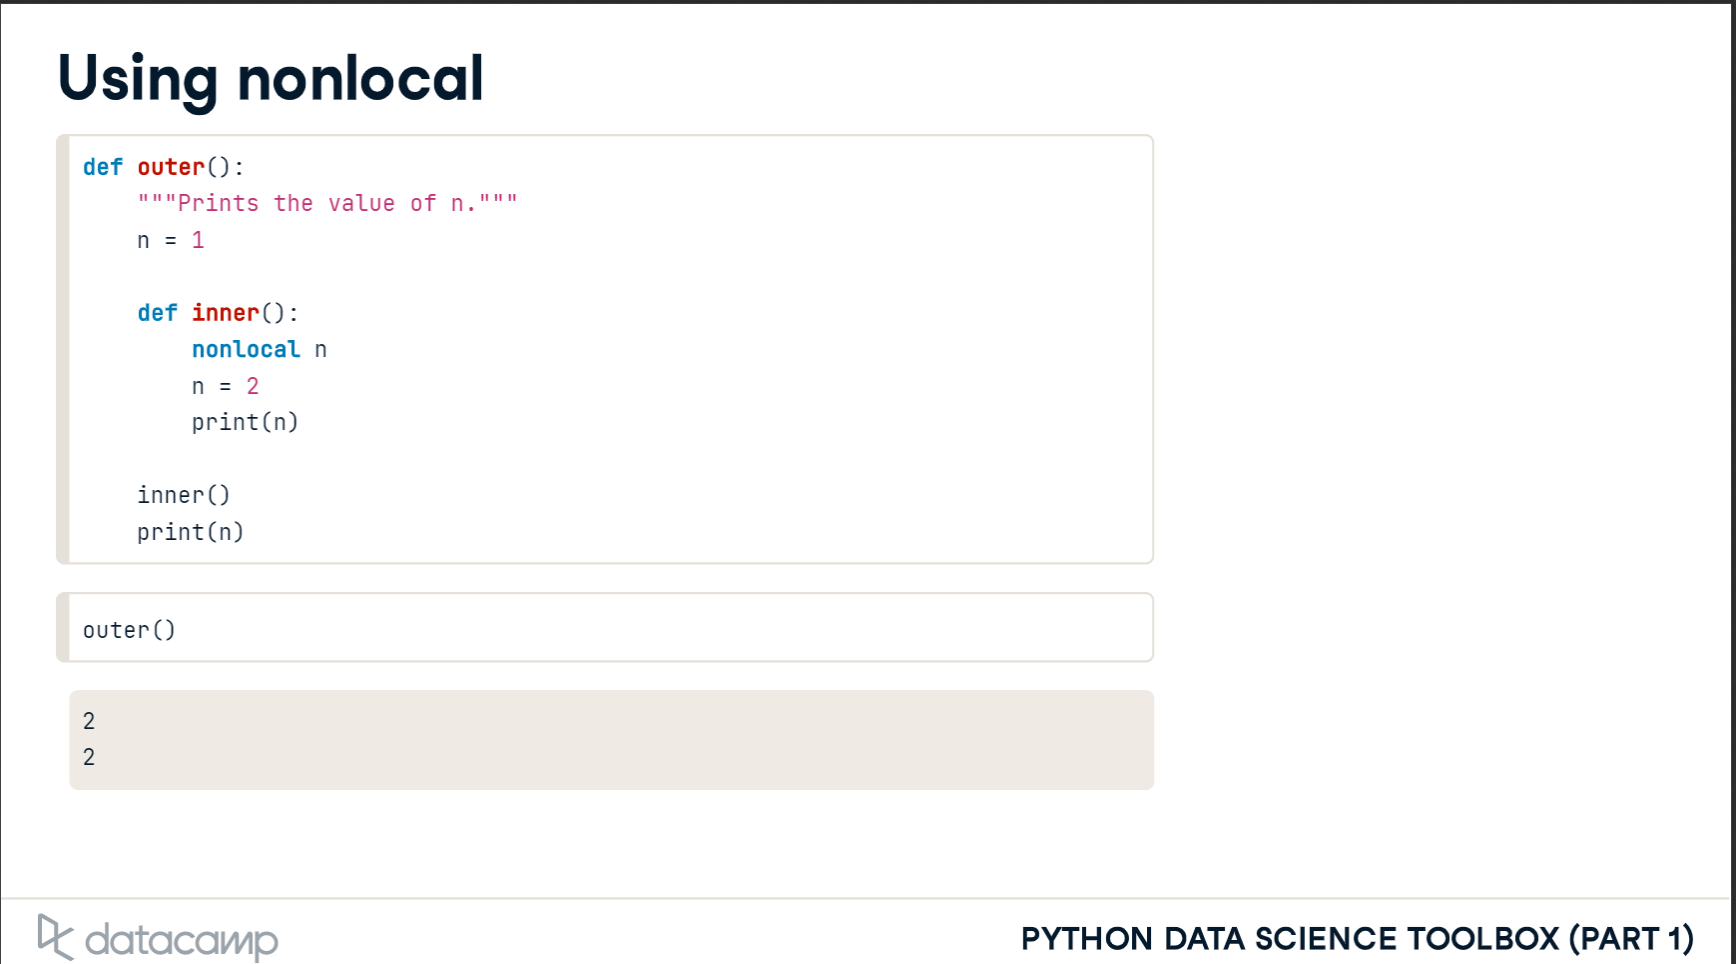 Using nonlocal
def outer():
    """Prints the value of n."""
    n = 1
    def inner():
        nonlocal n
        n = 2
        print(n)
    inner()
    print(n)
outer()
2
2
datacamp
PYTHON DATA SCIENCE TOOLBOX (PART 1)